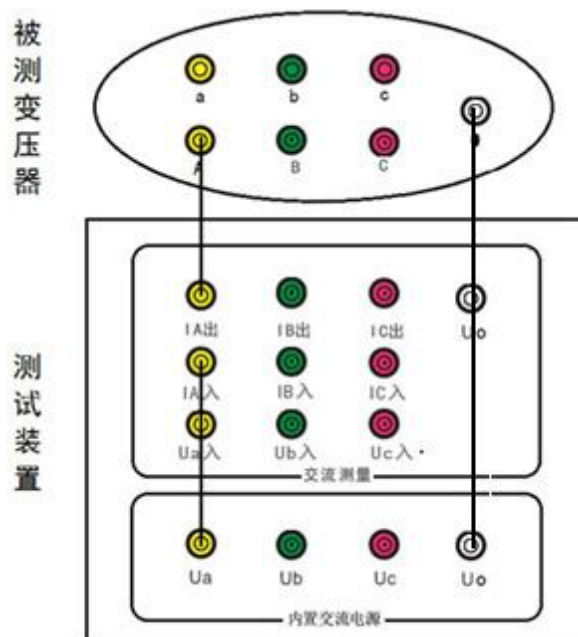 被测变压器
a b c
A B C
0
测试装置
IA出 IB出 IC出 Uo
IA入 IB入 IC入
Ua入 Ub入 Uc入
交流测量
Ua Ub Uc Uo
内置交流电源